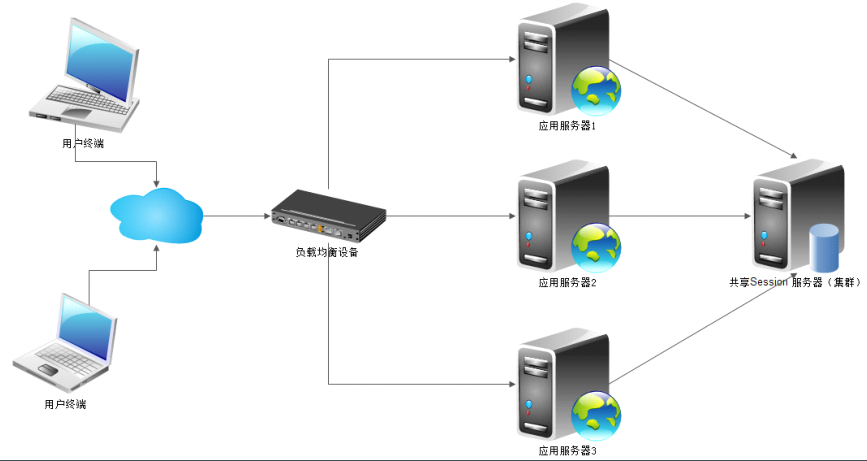 用户终端
用户终端
负载均衡设备
应用服务器1
应用服务器2
应用服务器3
共享Session 服务器（集群）